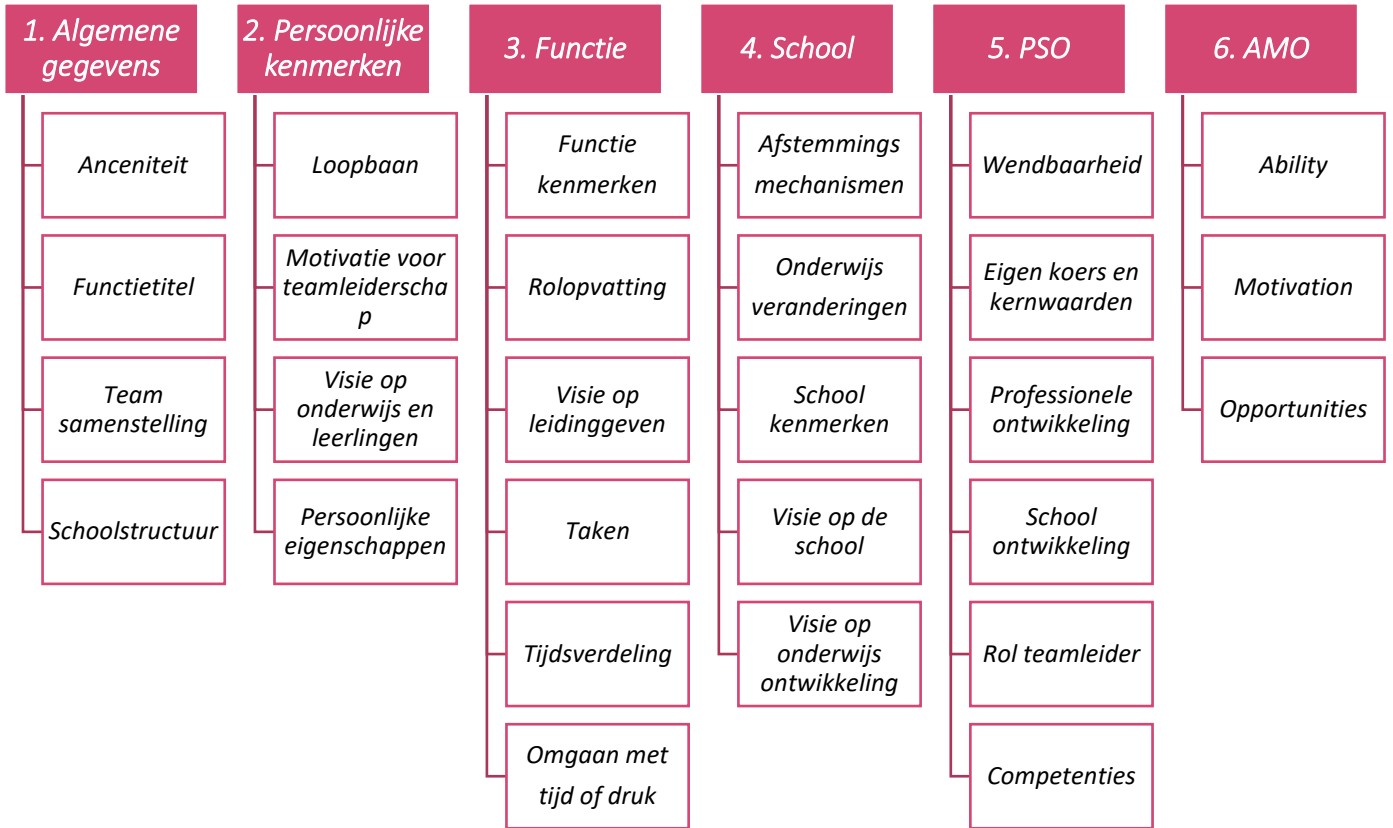 1. Algemene
gegevens
Anceniteit
Functietitel
Team
samenstelling
Schoolstructuur
2. Persoonlijke
kenmerken
Loopbaan
Motivatie voor
teamleiderscha
p
Visie op
onderwijs en
leerlingen
Persoonlijke
eigenschappen
3. Functie
Functie
kenmerken
Rolopvatting
Visie op
leidinggeven
Taken
Tijdsverdeling
Omgaan met
tijd of druk
4. School
Afstemmings
mechanismen
Onderwijs
veranderingen
School
kenmerken
Visie op de
school
Visie op
onderwijs
ontwikkeling
5. PSO
Wendbaarheid
Eigen koers en
kernwaarden
Professionele
ontwikkeling
School
ontwikkeling
Rol teamleider
Competenties
6. AMO
Ability
Motivation
Opportunities